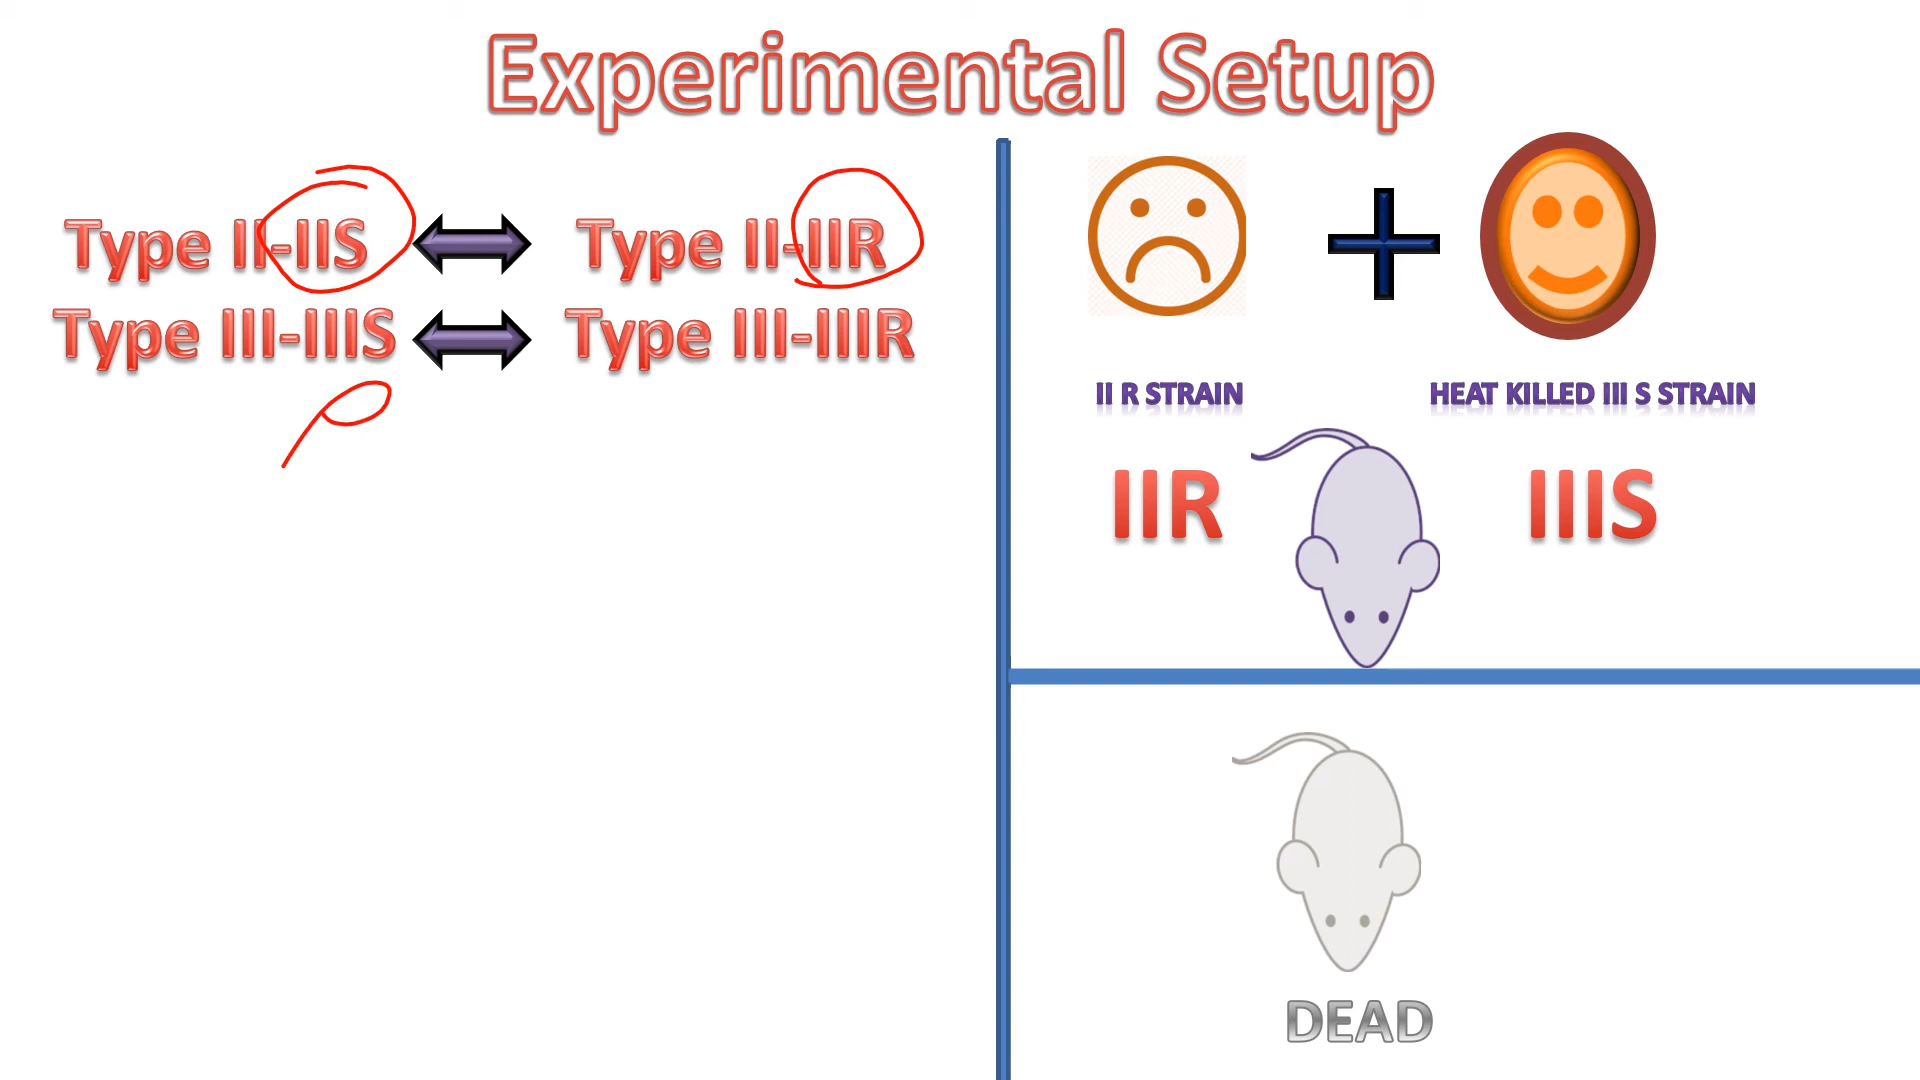 Experimental Setup
Type II-IIS Type II-IIR
Type III-IIIS Type III-IIIR
II R STRAIN HEAT KILLED III S STRAIN
IIR IIIS
DEAD